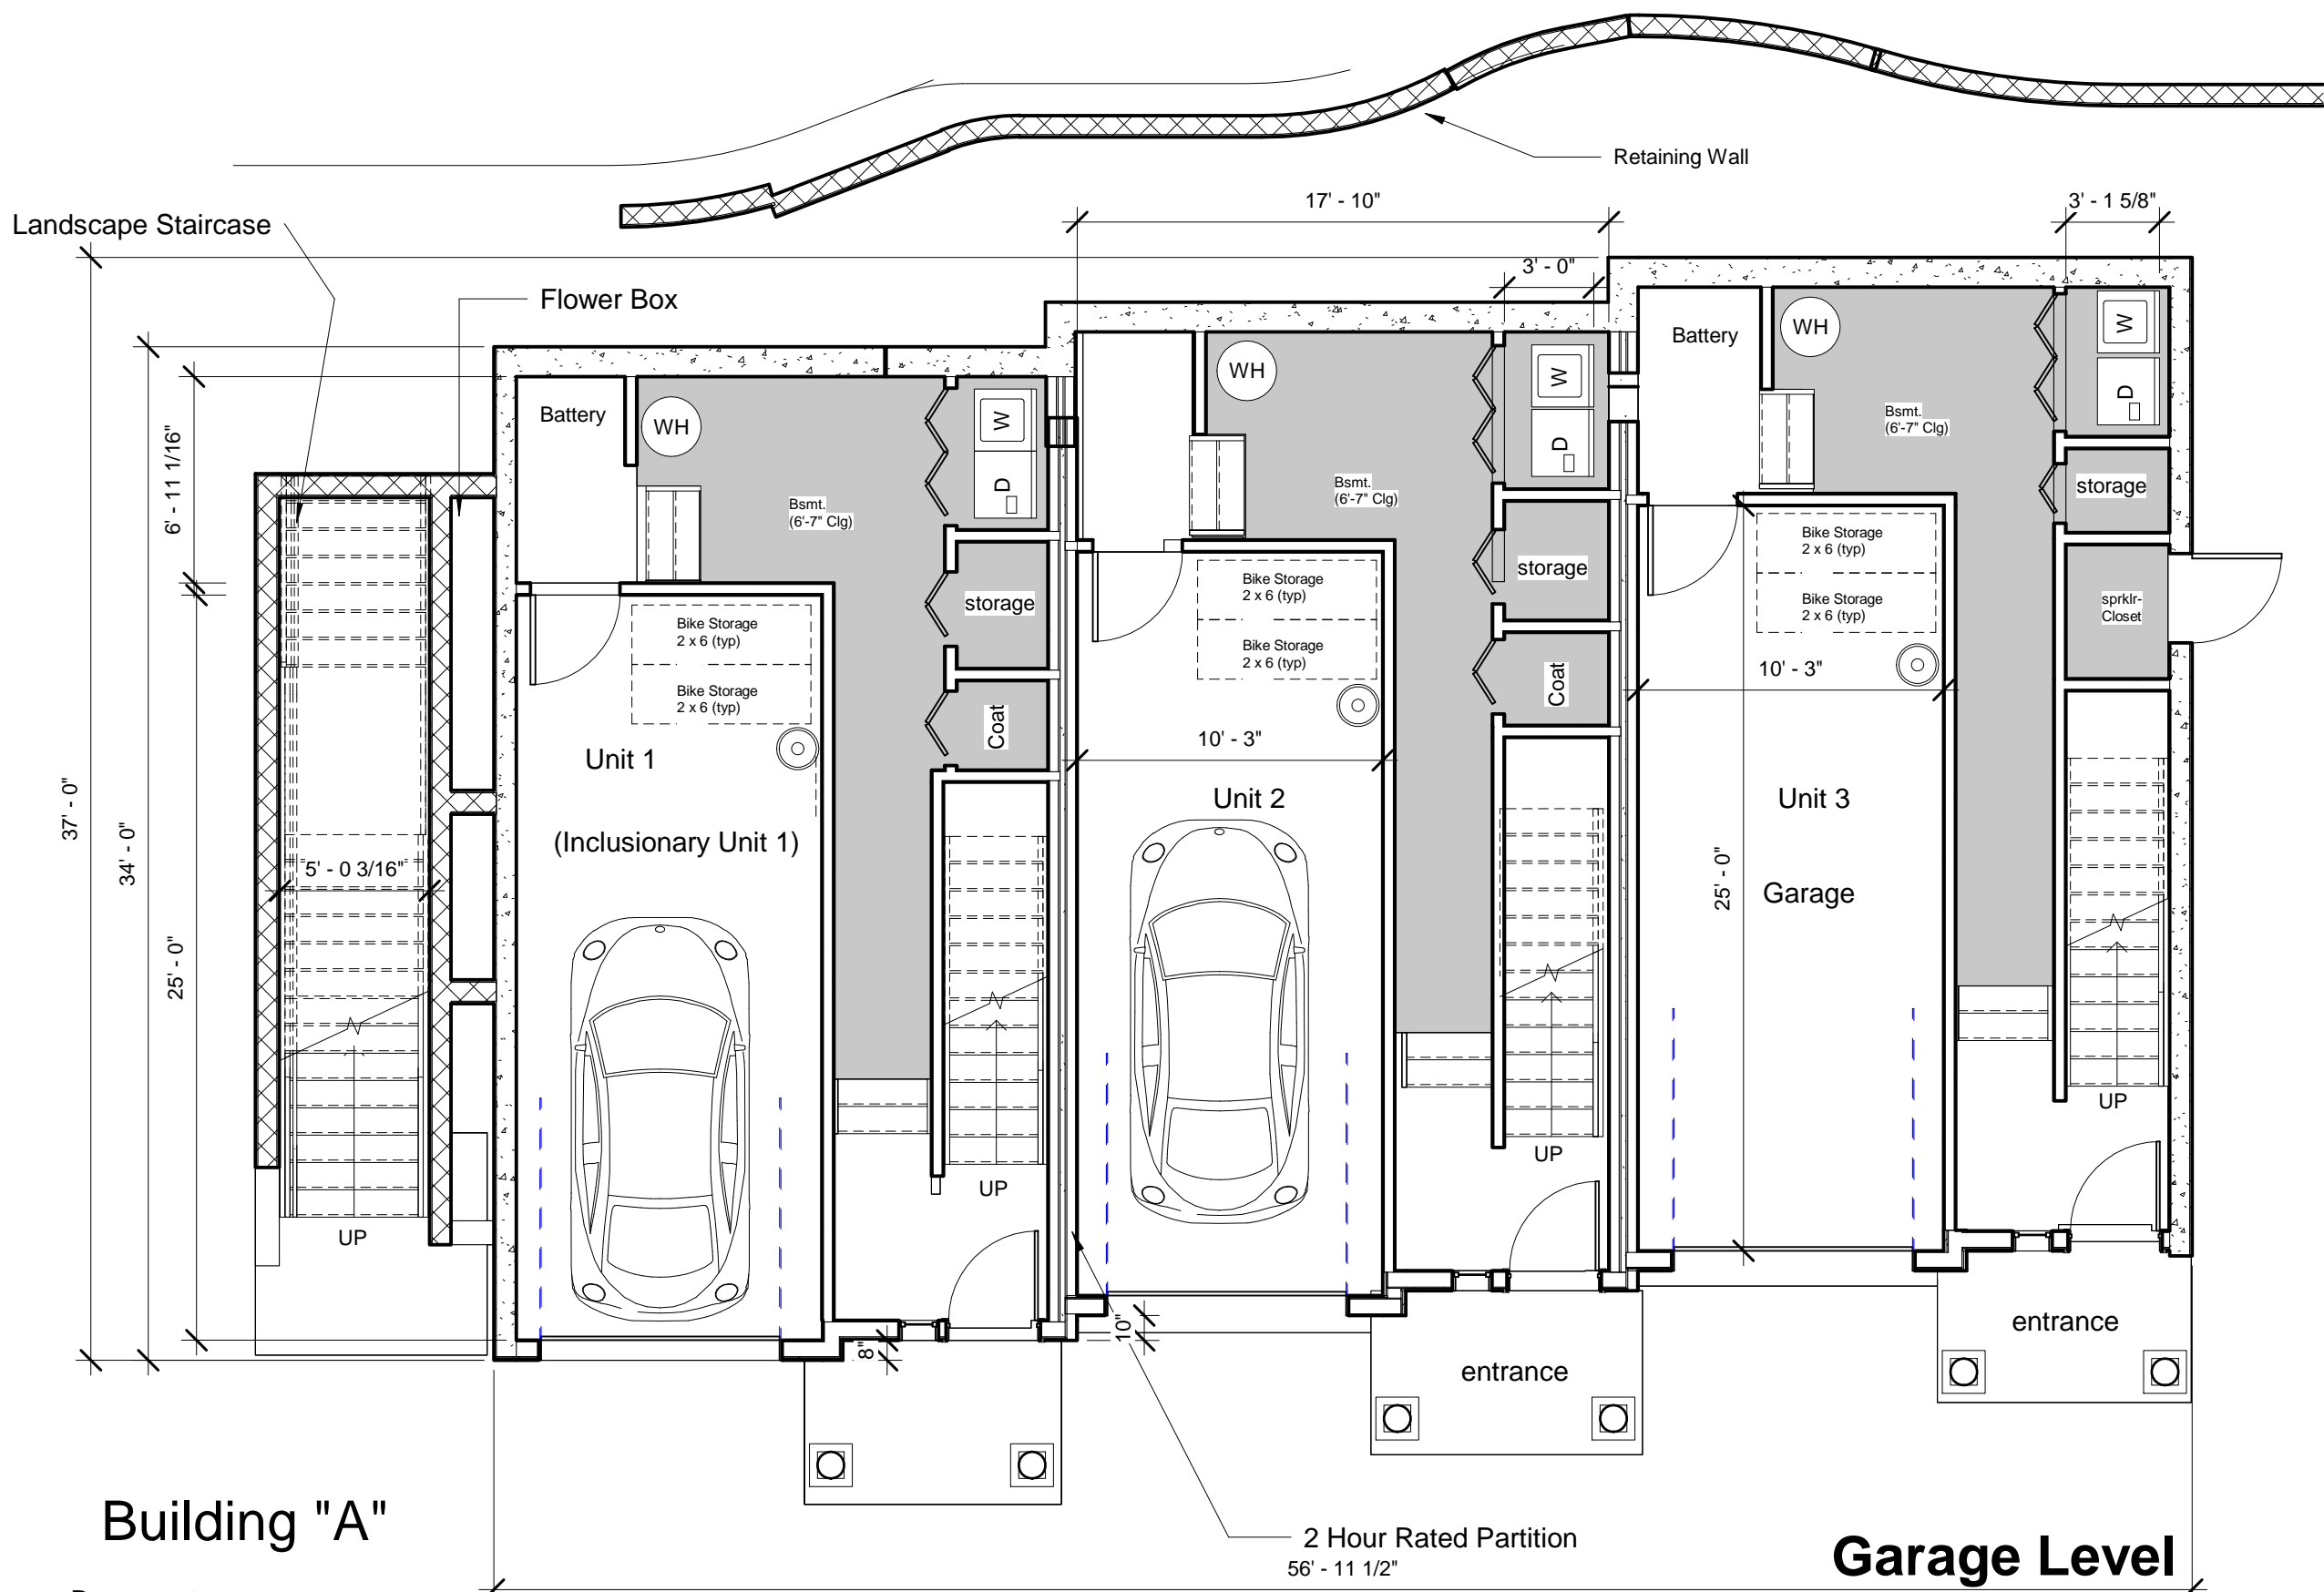 Retaining Wall
17' - 10"
3' - 1 5/8"
Landscape Staircase
3' - 0"
Flower Box
Battery
WH
W
D
Bsmt.
(6'-7" Clg)
storage
sprklr-
Closet
Bike Storage
2 x 6 (typ)
Bike Storage
2 x 6 (typ)
10' - 3"
Unit 3
25' - 0"
Garage
UP
entrance
WH
W
D
Bsmt.
(6'-7" Clg)
storage
Coat
Bike Storage
2 x 6 (typ)
Bike Storage
2 x 6 (typ)
10' - 3"
Unit 2
UP
entrance
10"
Battery
WH
W
D
Bsmt.
(6'-7" Clg)
storage
Coat
Bike Storage
2 x 6 (typ)
Bike Storage
2 x 6 (typ)
Unit 1
(Inclusionary Unit 1)
UP
8"
6' - 11 11/16"
37' - 0"
34' - 0"
25' - 0"
5' - 0 3/16"
UP
Building "A"
2 Hour Rated Partition
56' - 11 1/2"
Garage Level